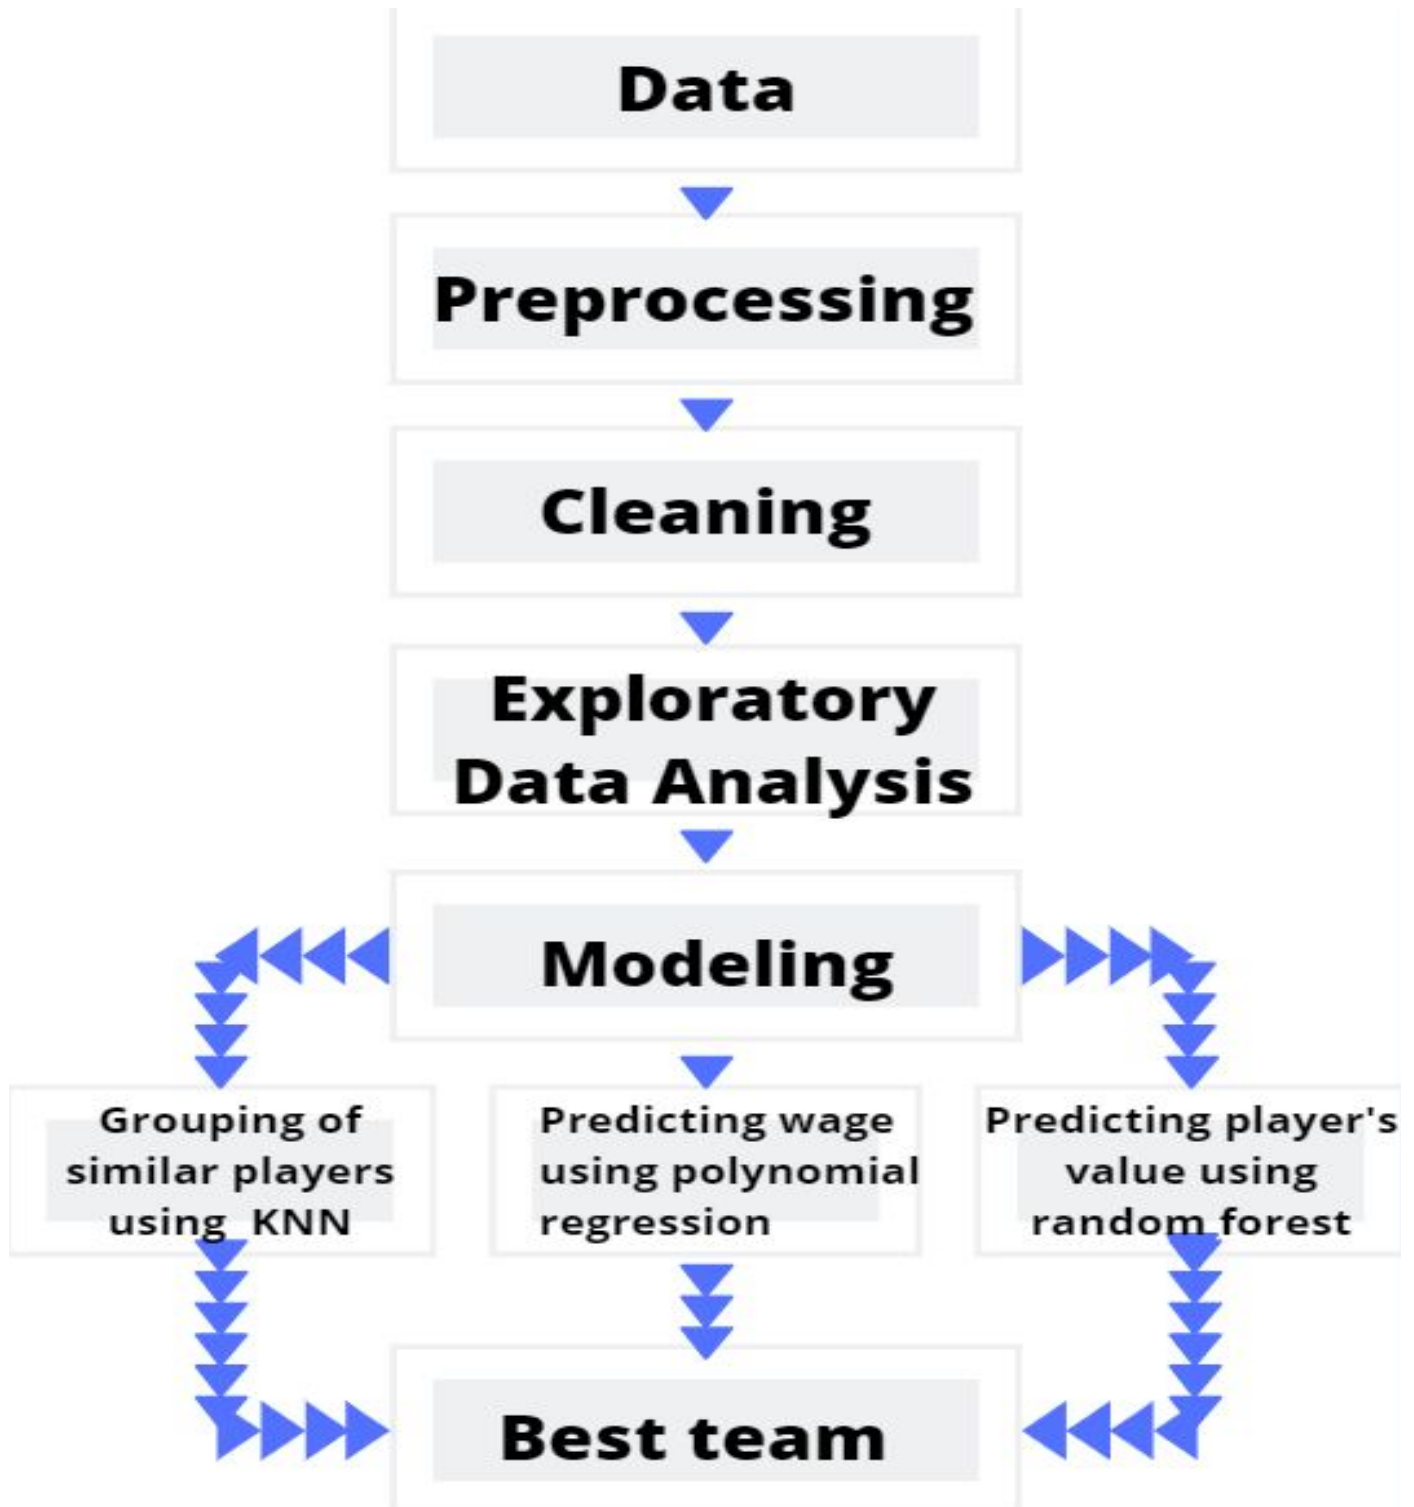 Data
Preprocessing
Cleaning
Exploratory
Data Analysis
Modeling
Grouping of
similar players
using  KNN
Predicting wage
using polynomial
regression
Predicting player's
value using
random forest
Best team